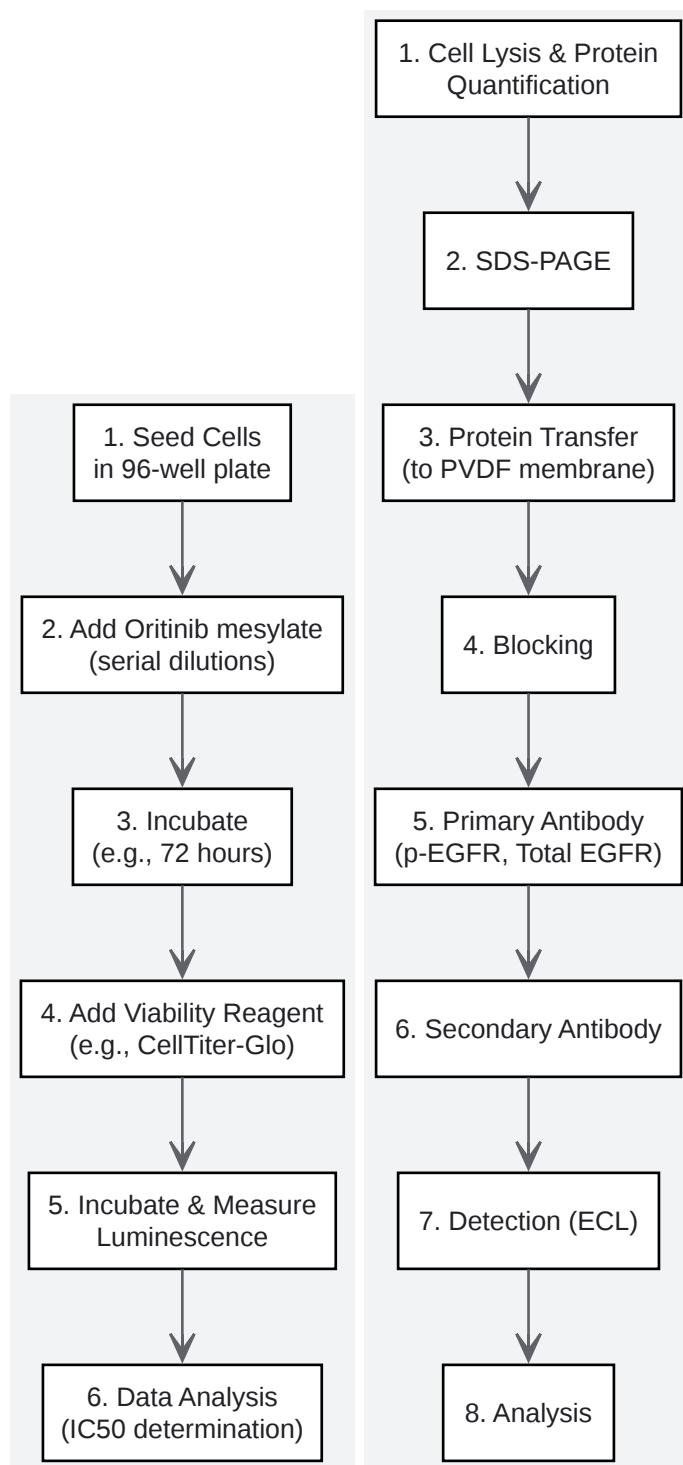 1. Seed Cells
in 96-well plate
2. Add Oritinib mesylate
(serial dilutions)
3. Incubate
(e.g., 72 hours)
4. Add Viability Reagent
(e.g., CellTiter-Glo)
5. Incubate & Measure
Luminescence
6. Data Analysis
(IC50 determination)
1. Cell Lysis & Protein
Quantification
2. SDS-PAGE
3. Protein Transfer
(to PVDF membrane)
4. Blocking
5. Primary Antibody
(p-EGFR, Total EGFR)
6. Secondary Antibody
7. Detection (ECL)
8. Analysis